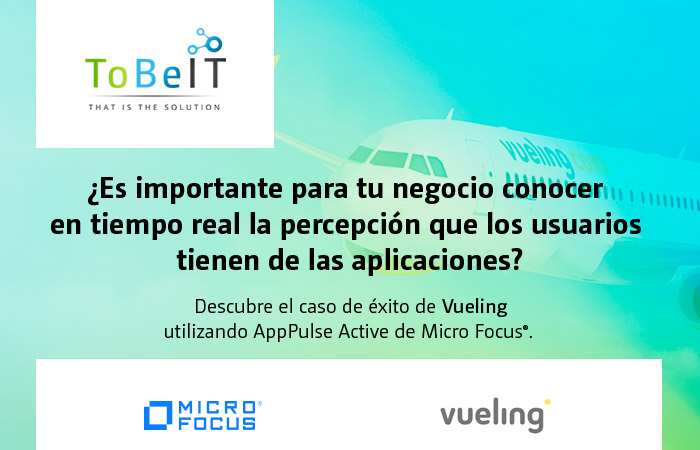 ToBeIT
THAT IS THE SOLUTION
vueling.com
¿Es importante para tu negocio conocer
en tiempo real la percepción que los usuarios
tienen de las aplicaciones?
Descubre el caso de éxito de Vueling
utilizando AppPulse Active de Micro Focus®.
MICRO®
FOCUS
vueling